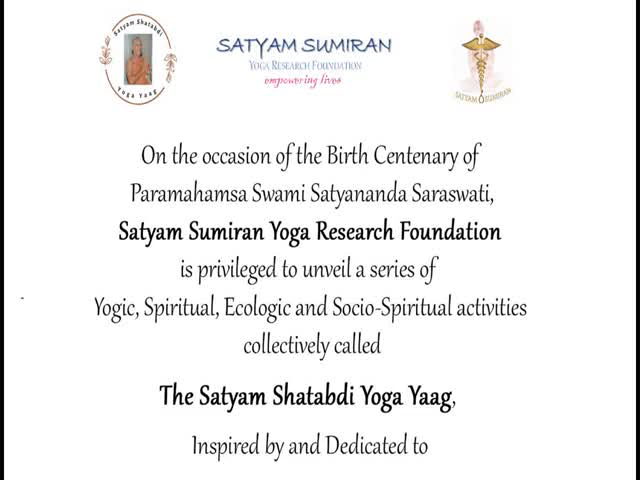 Satyam Shatabdi
Yoga Yaag
SATYAM SUMIRAN
YOGA RESEARCH FOUNDATION
empowering lives
SATYAM SUMIRAN
On the occasion of the Birth Centenary of
Paramahamsa Swami Satyananda Saraswati,
Satyam Sumiran Yoga Research Foundation
is privileged to unveil a series of
Yogic, Spiritual, Ecologic and Socio-Spiritual activities
collectively called
The Satyam Shatabdi Yoga Yaag,
Inspired by and Dedicated to